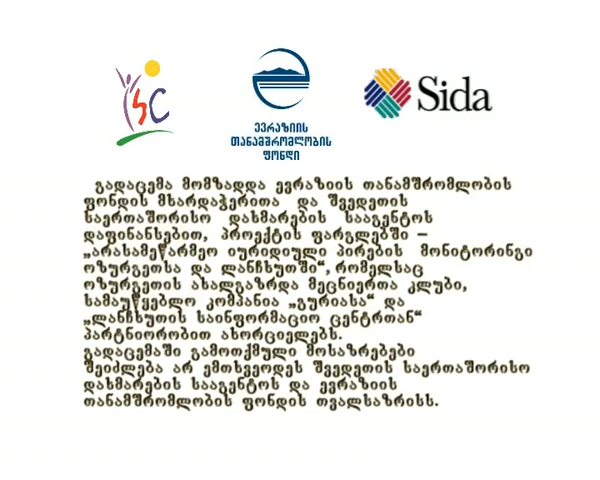 YSC
ევრაზიის
თანამშრომლობის
ფონდი
Sida
გადაცემა მომზადდა ევრაზიის თანამშრომლობის
ფონდის მხარდაჭერითა და შვედეთის
საერთაშორისო დახმარების სააგენტოს
დაფინანსებით, პროექტის ფარგლებში –
„არასამეწარმეო იურიდიული პირების მონიტორინგი
ოზურგეთსა და ლანჩხუთში“, რომელსაც
ოზურგეთის ახალგაზრდა მეცნიერთა კლუბი,
სამაუწყებლო კომპანია „გურიასა“ და
„ლანჩხუთის საინფორმაციო ცენტრთან“
პარტნიორობით ახორციელებს.
გადაცემაში გამოთქმული მოსაზრებები
შეიძლება არ ემთხვეოდეს შვედეთის საერთაშორისო
დახმარების სააგენტოს და ევრაზიის
თანამშრომლობის ფონდის თვალსაზრისს.